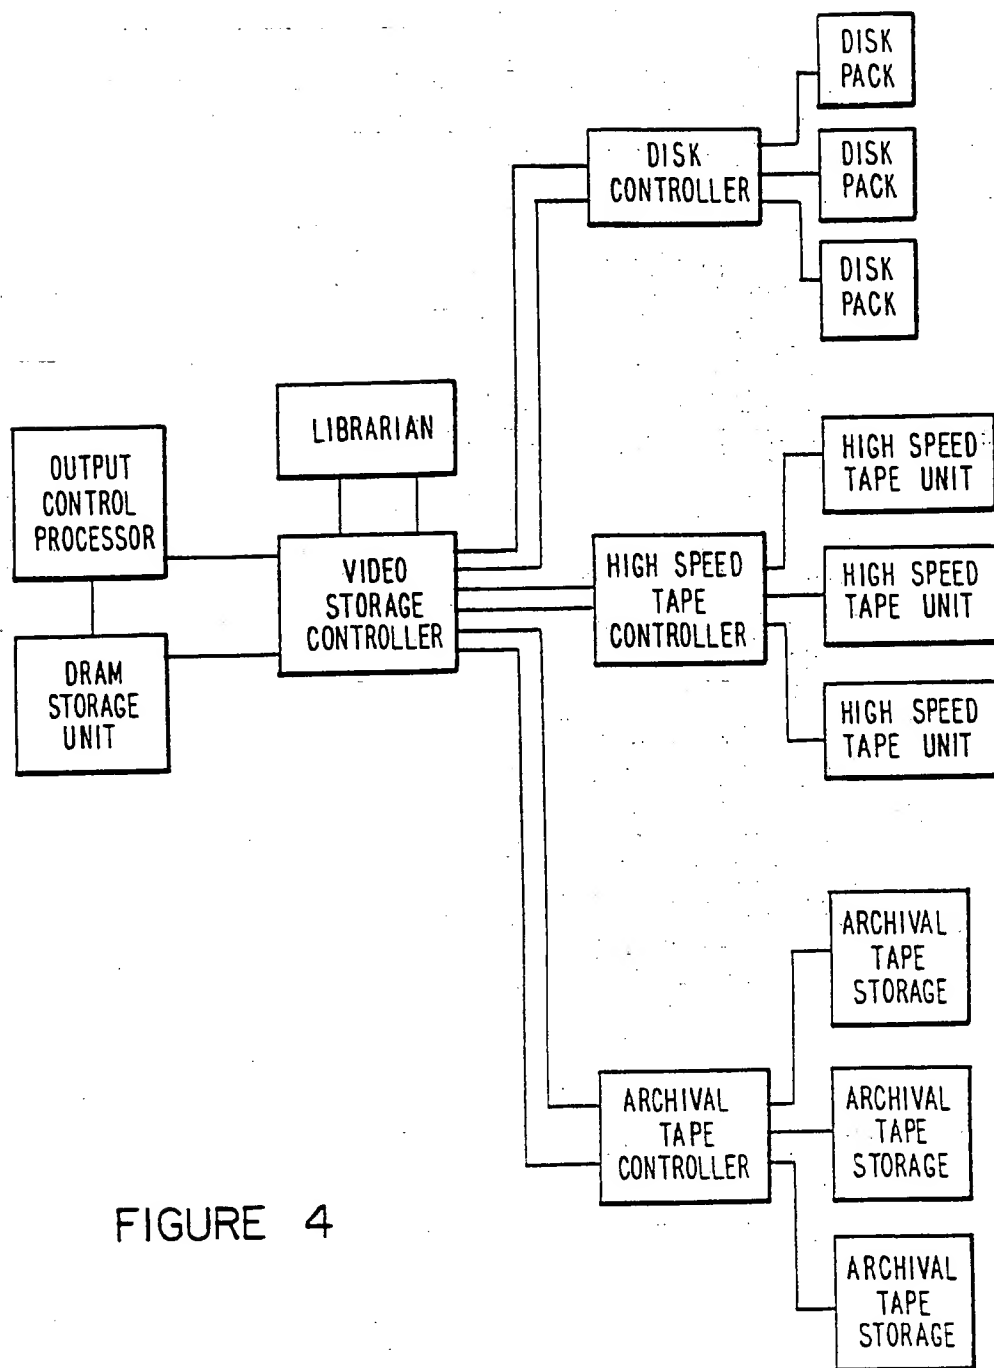 DISK
PACK
DISK
CONTROLLER
DISK
PACK
DISK
PACK
LIBRARIAN
OUTPUT
CONTROL
PROCESSOR
HIGH SPEED
TAPE UNIT
VIDEO
STORAGE
CONTROLLER
HIGH SPEED
TAPE
CONTROLLER
HIGH SPEED
TAPE UNIT
DRAM
STORAGE
UNIT
HIGH SPEED
TAPE UNIT
ARCHIVAL
TAPE
STORAGE
ARCHIVAL
TAPE
CONTROLLER
ARCHIVAL
TAPE
STORAGE
ARCHIVAL
TAPE
STORAGE
FIGURE 4